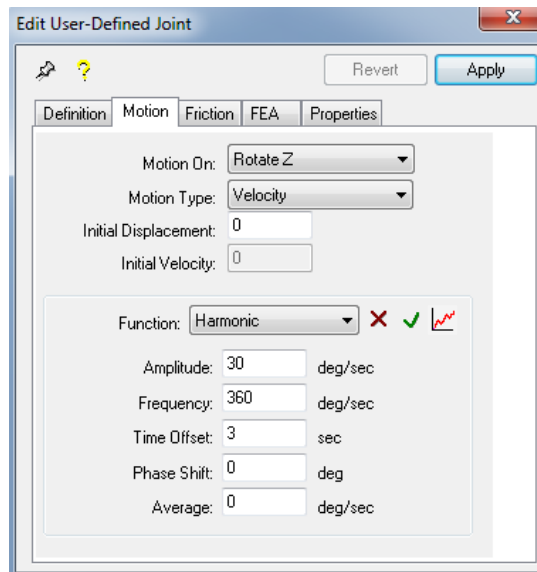 Edit User-Defined Joint
x
?
Revert
Apply
Definition
Motion
Friction
FEA
Properties
Motion On: Rotate Z
Motion Type: Velocity
Initial Displacement: 0
Initial Velocity: 0
Function: Harmonic
Amplitude: 30 deg/sec
Frequency: 360 deg/sec
Time Offset: 3 sec
Phase Shift: 0 deg
Average: 0 deg/sec